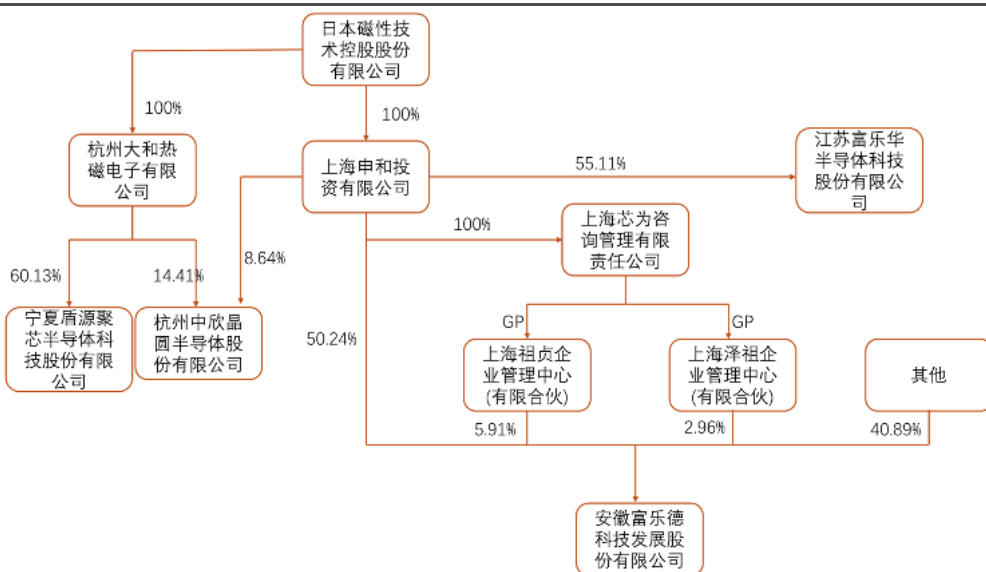 日本磁性技
术控股股份
有限公司
100%
100%
杭州大和热
磁电子有限
公司
上海申和投
资有限公司
55.11%
江苏富乐华
半导体科技
股份有限公
司
100%
上海芯为咨
询管理有限
责任公司
60.13%
14.41%
8.64%
宁夏盾源聚
芯半导体科
技股份有限
公司
杭州中欣晶
圆半导体股
份有限公司
50.24%
GP
GP
上海祖贞企
业管理中心
(有限合伙)
上海泽祖企
业管理中心
(有限合伙)
其他
5.91%
2.96%
40.89%
安徽富乐德
科技发展股
份有限公司